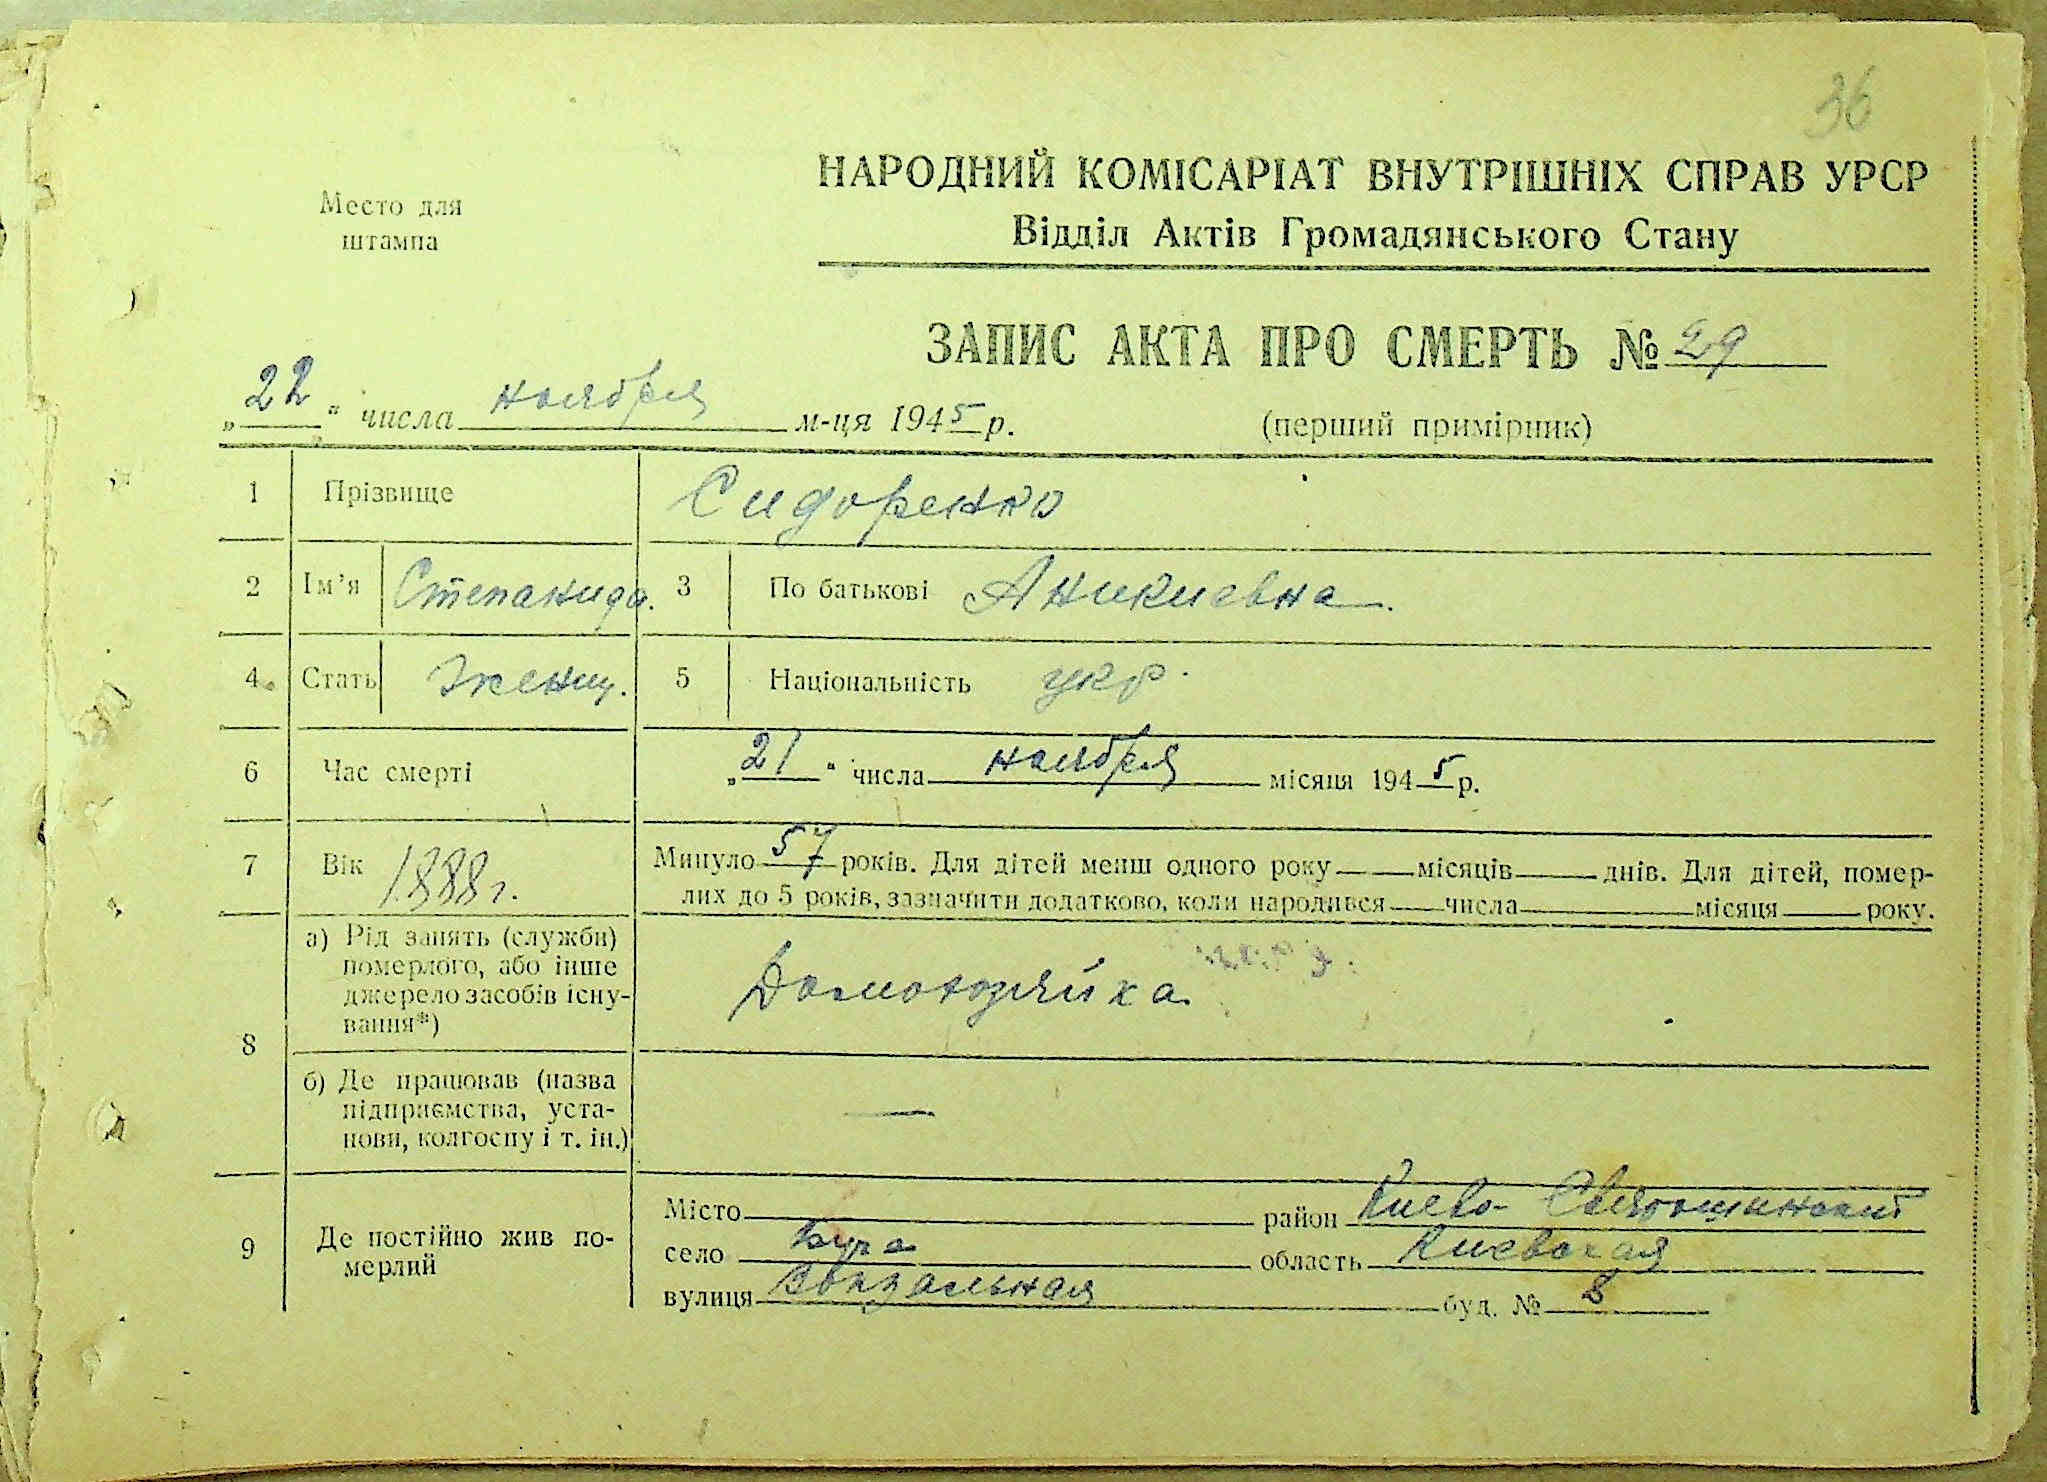 36
Место для
штампа
НАРОДНИЙ КОМІСАРІАТ ВНУТРІШНІХ СПРАВ УРСР
Відділ Актів Громадянського Стану
ЗАПИС АКТА ПРО СМЕРТЬ № 29
„22“ числа ноября м-ця 1945 р.
(перший примірник)
1 Прізвище Сидоренко
2 Ім’я Степанида. 3 По батькові Аникиевна.
4. Стать Женщ. 5 Національність укр.
6 Час смерті „21“ числа ноября місяця 1945 р.
7 Вік 1888 г. Минуло 57 років. Для дітей менш одного року — місяців — днів. Для дітей, помер-
лих до 5 років, зазначити додатково, коли народився — числа — місяця — року.
8
а) Рід занять (служби)
померлого, або інше
джерело засобів існу-
вання*)
Домохозяйка
б) Де працював (назва
підприємства, уста-
нови, колгоспу і т. ін.)
—
9 Де постійно жив по-
мерлий
Місто район Киево-Святошинский
село Буча область Киевская
вулиця Вокзальная буд. № 8